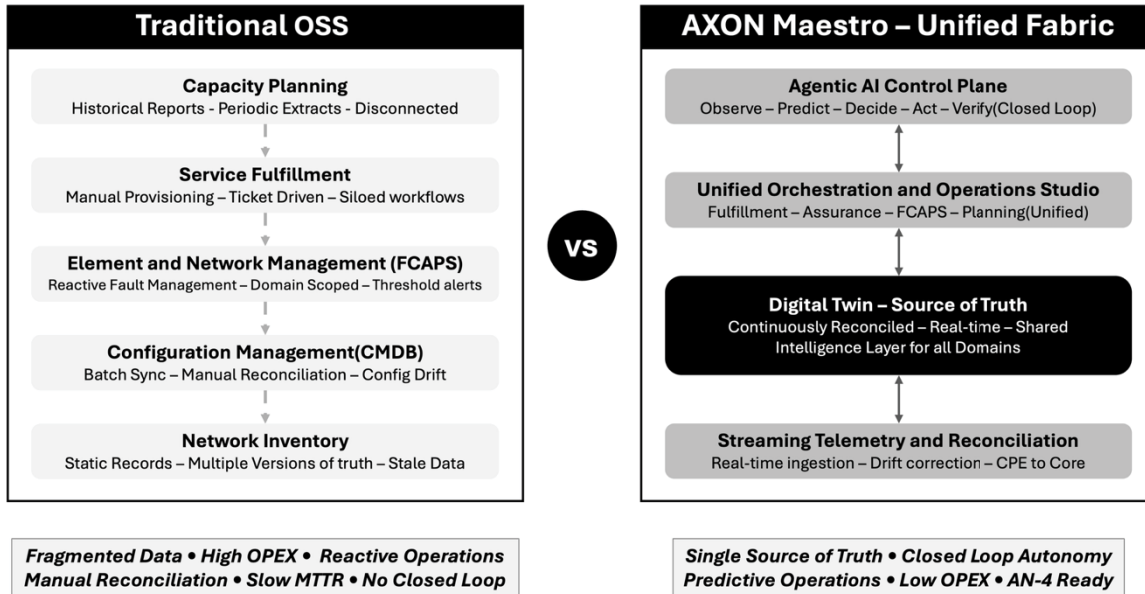 Traditional OSS
Capacity Planning
Historical Reports - Periodic Extracts - Disconnected
Service Fulfillment
Manual Provisioning – Ticket Driven - Siloed workflows
Element and Network Management (FCAPS)
Reactive Fault Management – Domain Scoped – Threshold alerts
Configuration Management(CMDB)
Batch Sync – Manual Reconciliation – Config Drift
Network Inventory
Static Records – Multiple Versions of truth – Stale Data
Fragmented Data • High OPEX • Reactive Operations
Manual Reconciliation • Slow MTTR • No Closed Loop
vs
AXON Maestro – Unified Fabric
Agentic AI Control Plane
Observe – Predict – Decide – Act – Verify(Closed Loop)
Unified Orchestration and Operations Studio
Fulfillment – Assurance – FCAPS – Planning(Unified)
Digital Twin – Source of Truth
Continuously Reconciled – Real-time – Shared
Intelligence Layer for all Domains
Streaming Telemetry and Reconciliation
Real-time ingestion – Drift correction – CPE to Core
Single Source of Truth • Closed Loop Autonomy
Predictive Operations • Low OPEX • AN-4 Ready